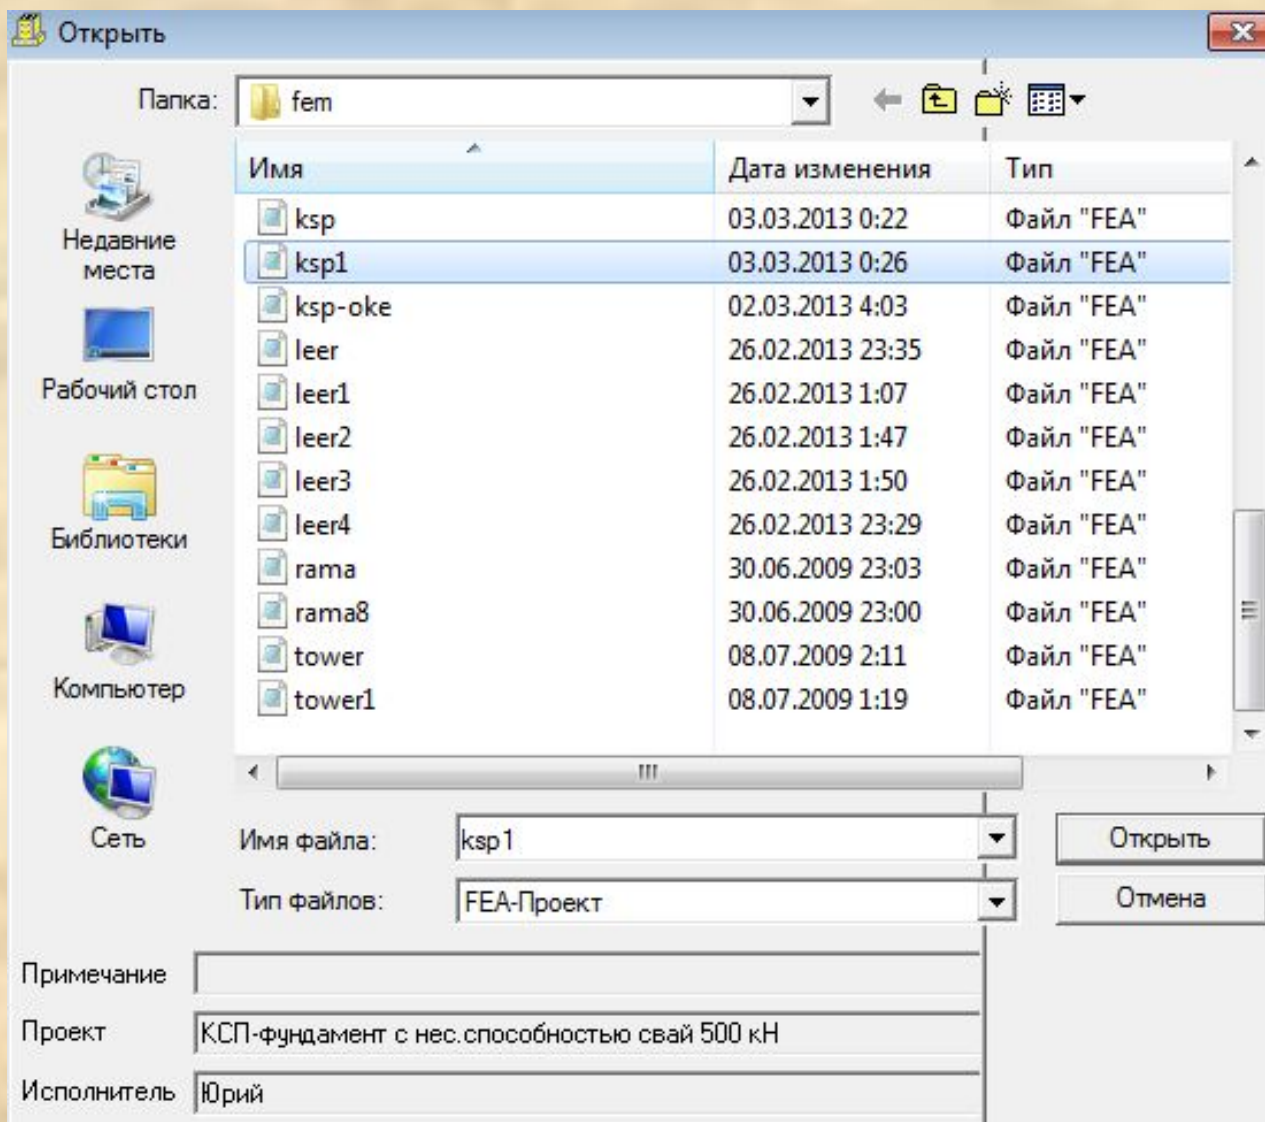 Открыть
Папка: fem
Имя Дата изменения Тип
ksp 03.03.2013 0:22 Файл "FEA"
ksp1 03.03.2013 0:26 Файл "FEA"
ksp-oke 02.03.2013 4:03 Файл "FEA"
leer 26.02.2013 23:35 Файл "FEA"
leer1 26.02.2013 1:07 Файл "FEA"
leer2 26.02.2013 1:47 Файл "FEA"
leer3 26.02.2013 1:50 Файл "FEA"
leer4 26.02.2013 23:29 Файл "FEA"
rama 30.06.2009 23:03 Файл "FEA"
rama8 30.06.2009 23:00 Файл "FEA"
tower 08.07.2009 2:11 Файл "FEA"
tower1 08.07.2009 1:19 Файл "FEA"
Недавние
места
Рабочий стол
Библиотеки
Компьютер
Сеть
Имя файла: ksp1 Открыть
Тип файлов: FEA-Проект Отмена
Примечание
Проект КСП-фундамент с нес.способностью свай 500 кН
Исполнитель Юрий